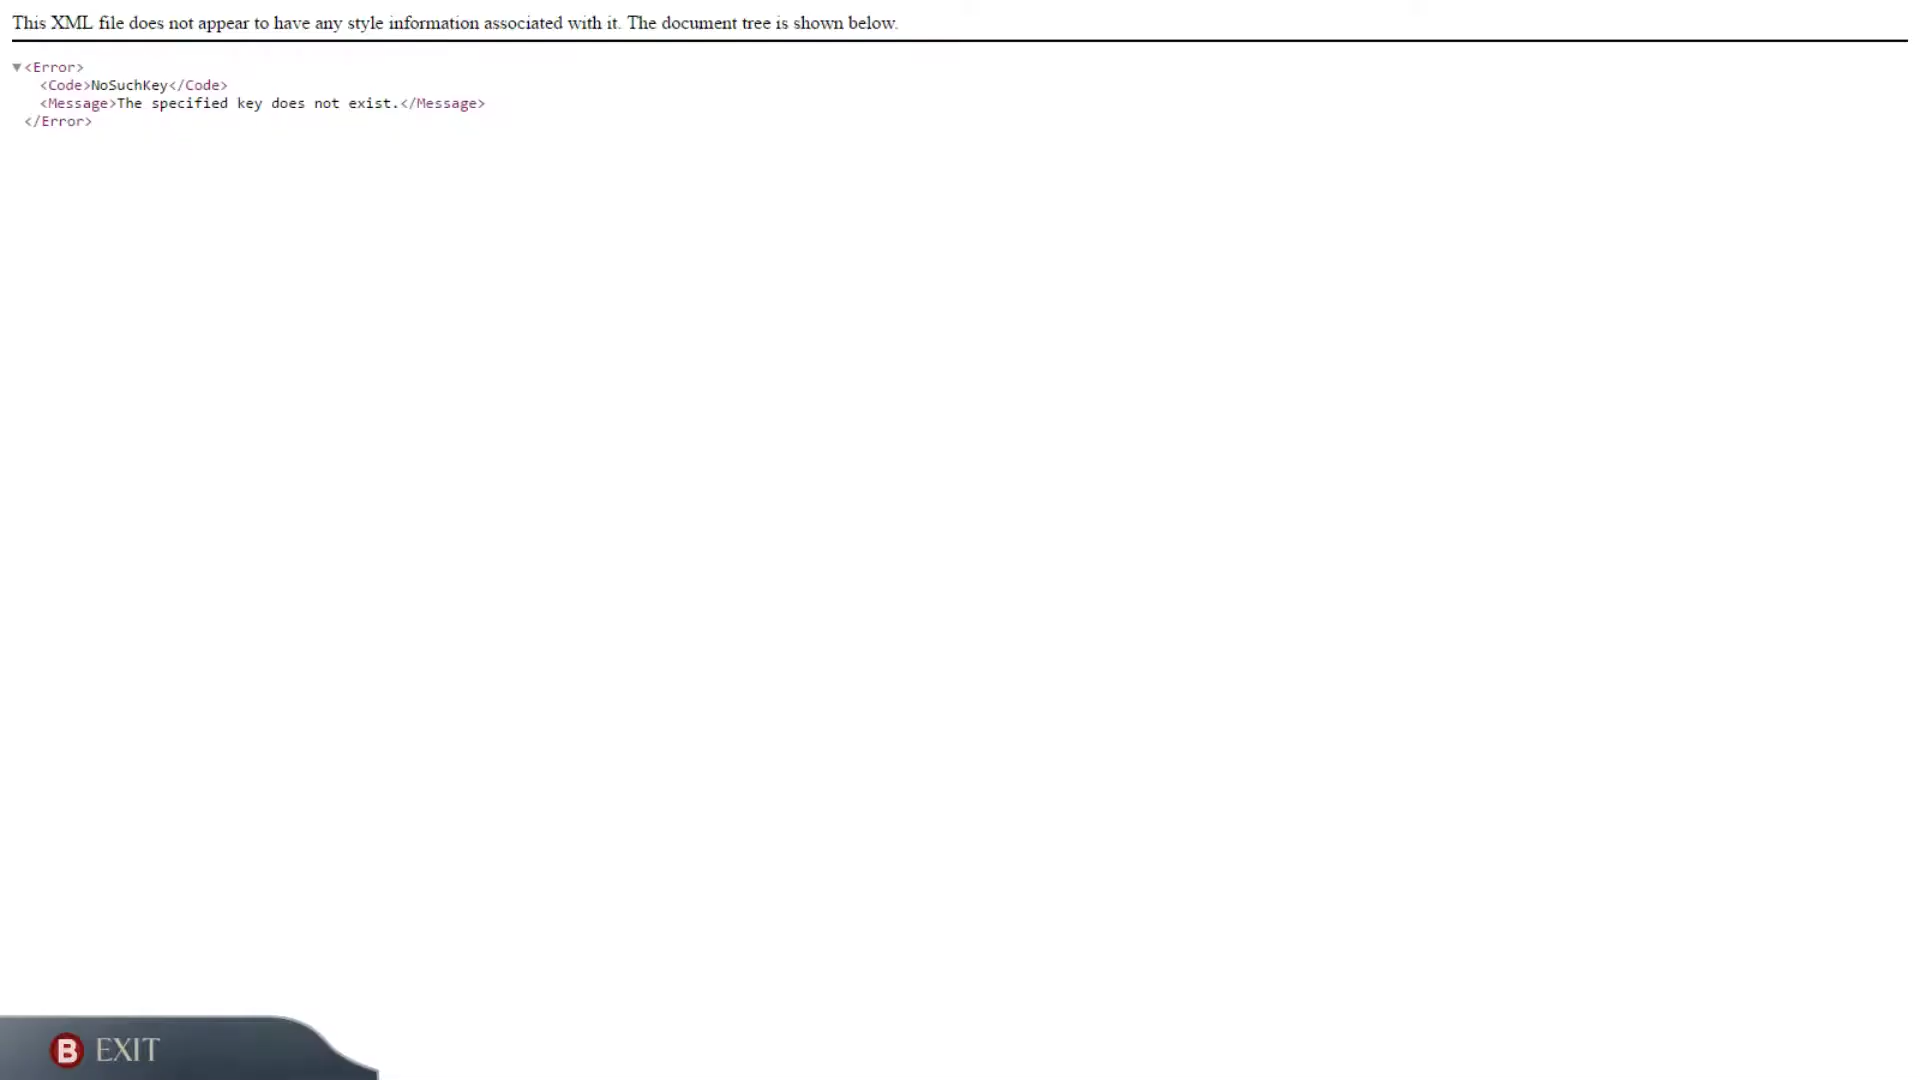 This XML file does not appear to have any style information associated with it. The document tree is shown below.
▼<Error>
<Code>NoSuchKey</Code>
<Message>The specified key does not exist.</Message>
</Error>
B EXIT